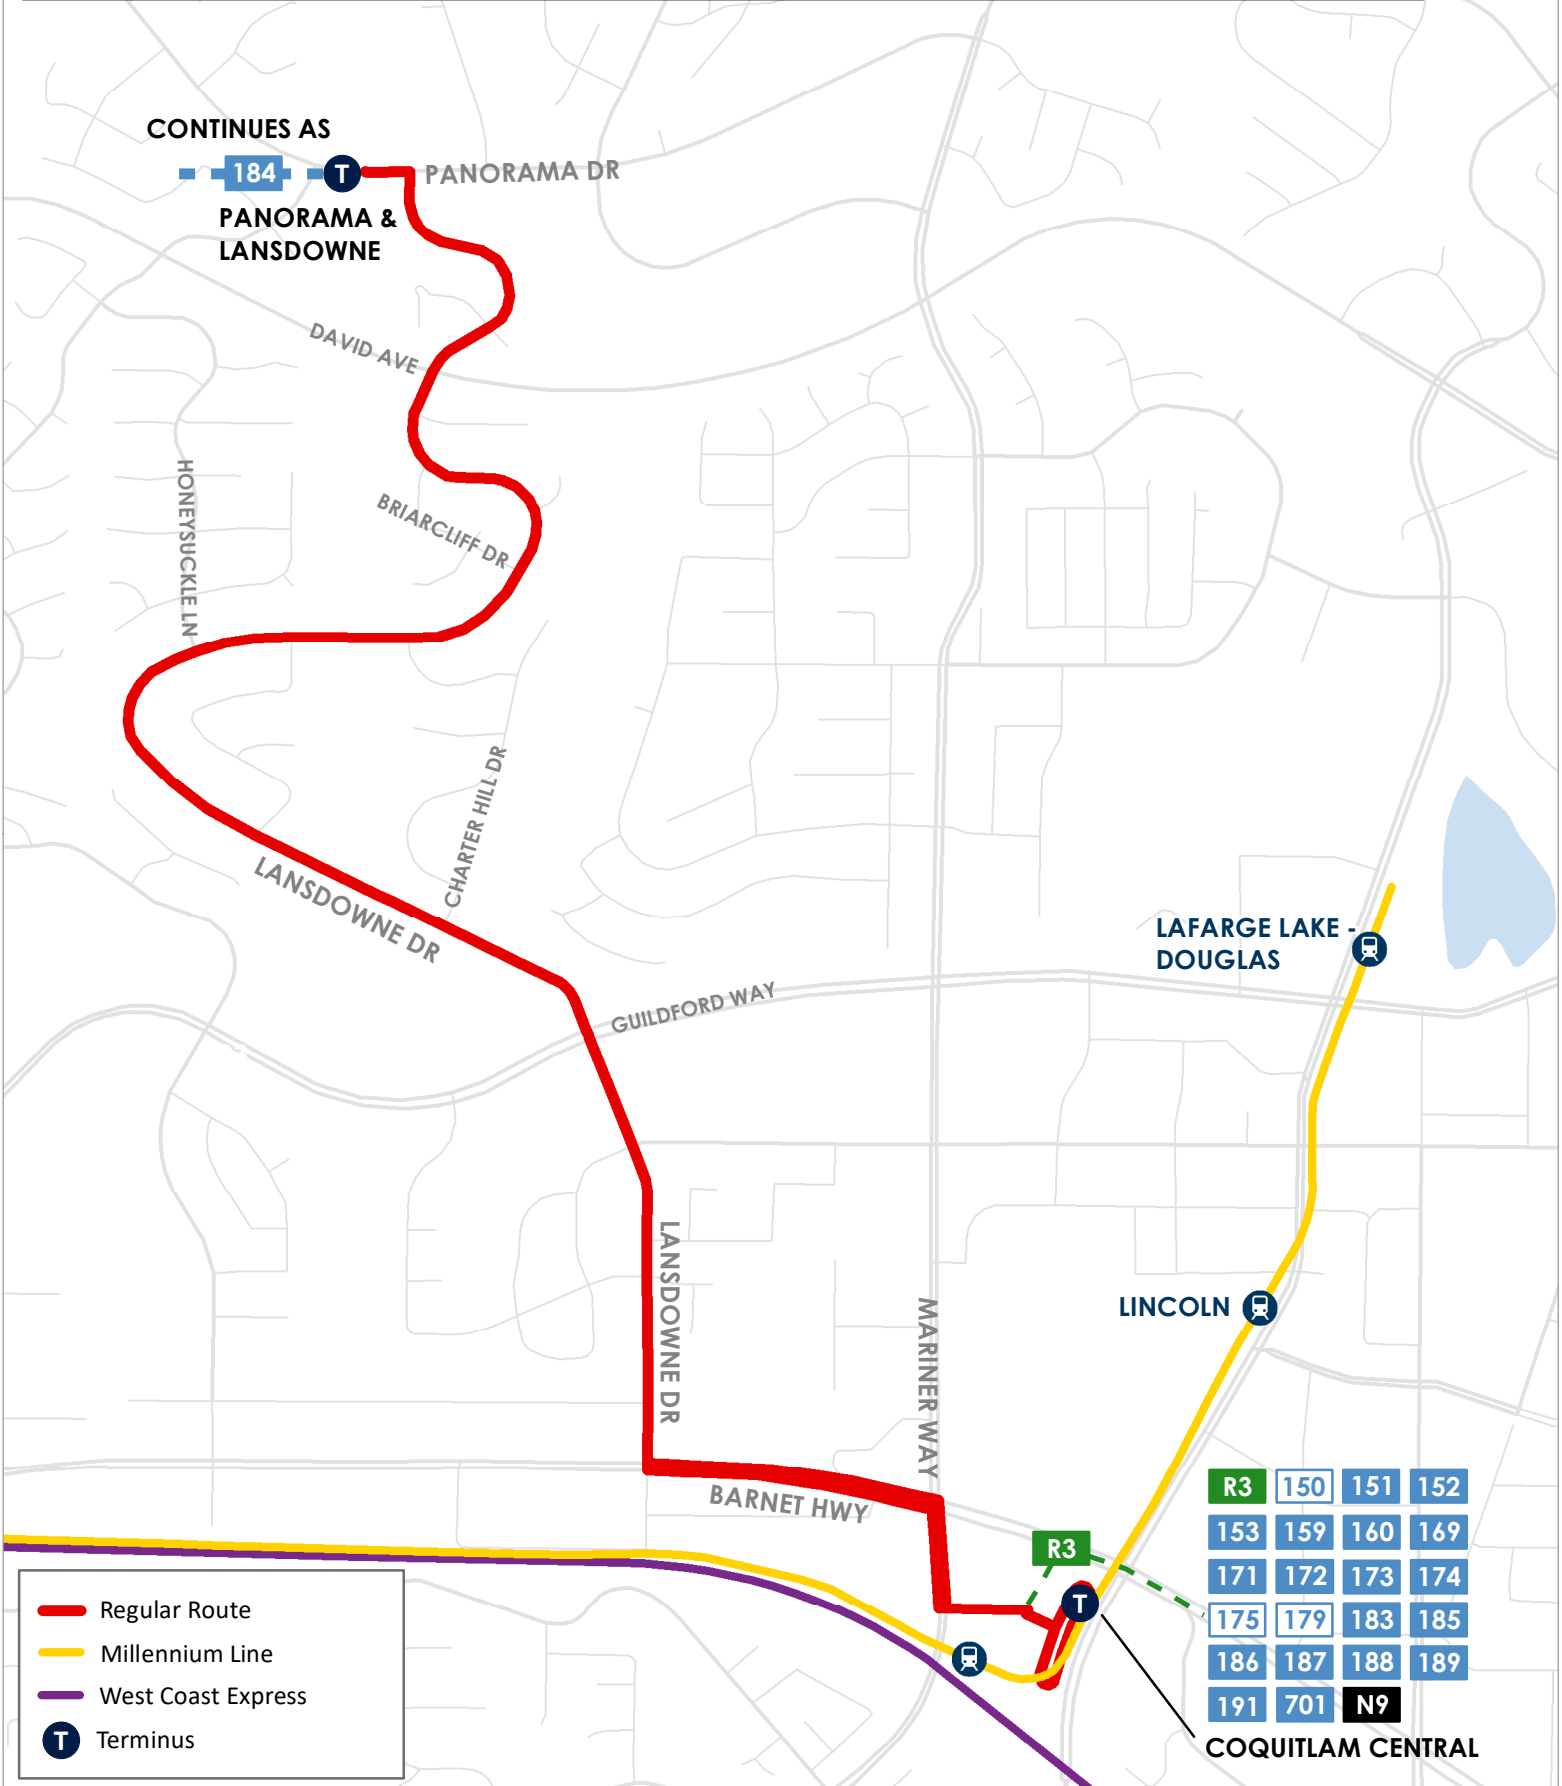 CONTINUES AS
184
T
PANORAMA DR
PANORAMA &
LANSDOWNE
DAVID AVE
HONEYSUCKLE LN
BRIARCLIFF DR
CHARTER HILL DR
LANSDOWNE DR
LAFARGE LAKE -
DOUGLAS
GUILDFORD WAY
LANSDOWNE DR
MARINER WAY
LINCOLN
BARNET HWY
R3
T
R3 150 151 152
153 159 160 169
171 172 173 174
175 179 183 185
186 187 188 189
191 701 N9
COQUITLAM CENTRAL
Regular Route
Millennium Line
West Coast Express
T Terminus